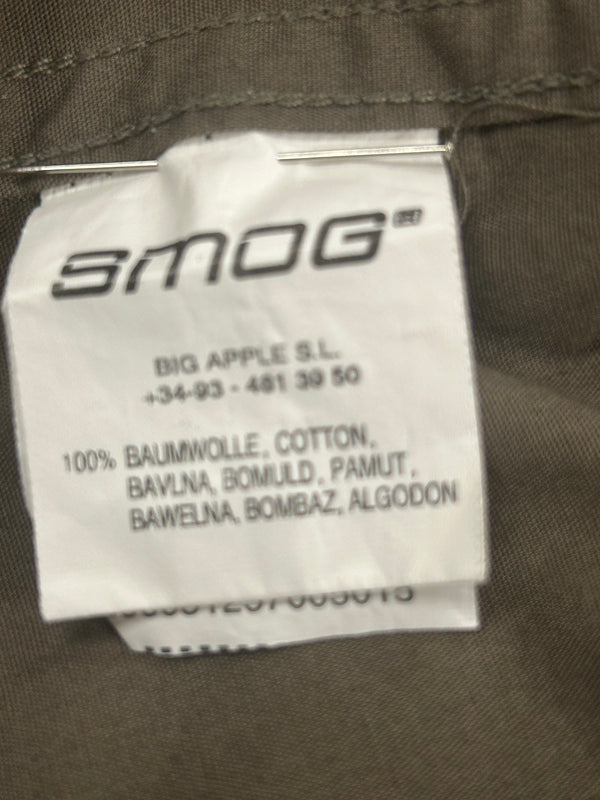 SMOG®
BIG APPLE S.L.
+34-93 - 481 39 50
100% BAUMWOLLE, COTTON,
BAVLNA, BOMULD, PAMUT,
BAWELNA, BOMBAZ, ALGODON